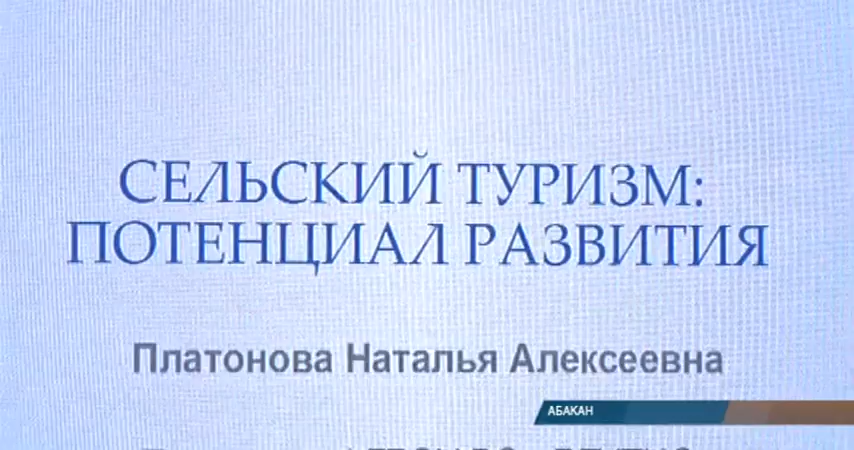 СЕЛЬСКИЙ ТУРИЗМ:
ПОТЕНЦИАЛ РАЗВИТИЯ
Платонова Наталья Алексеевна
АБАКАН